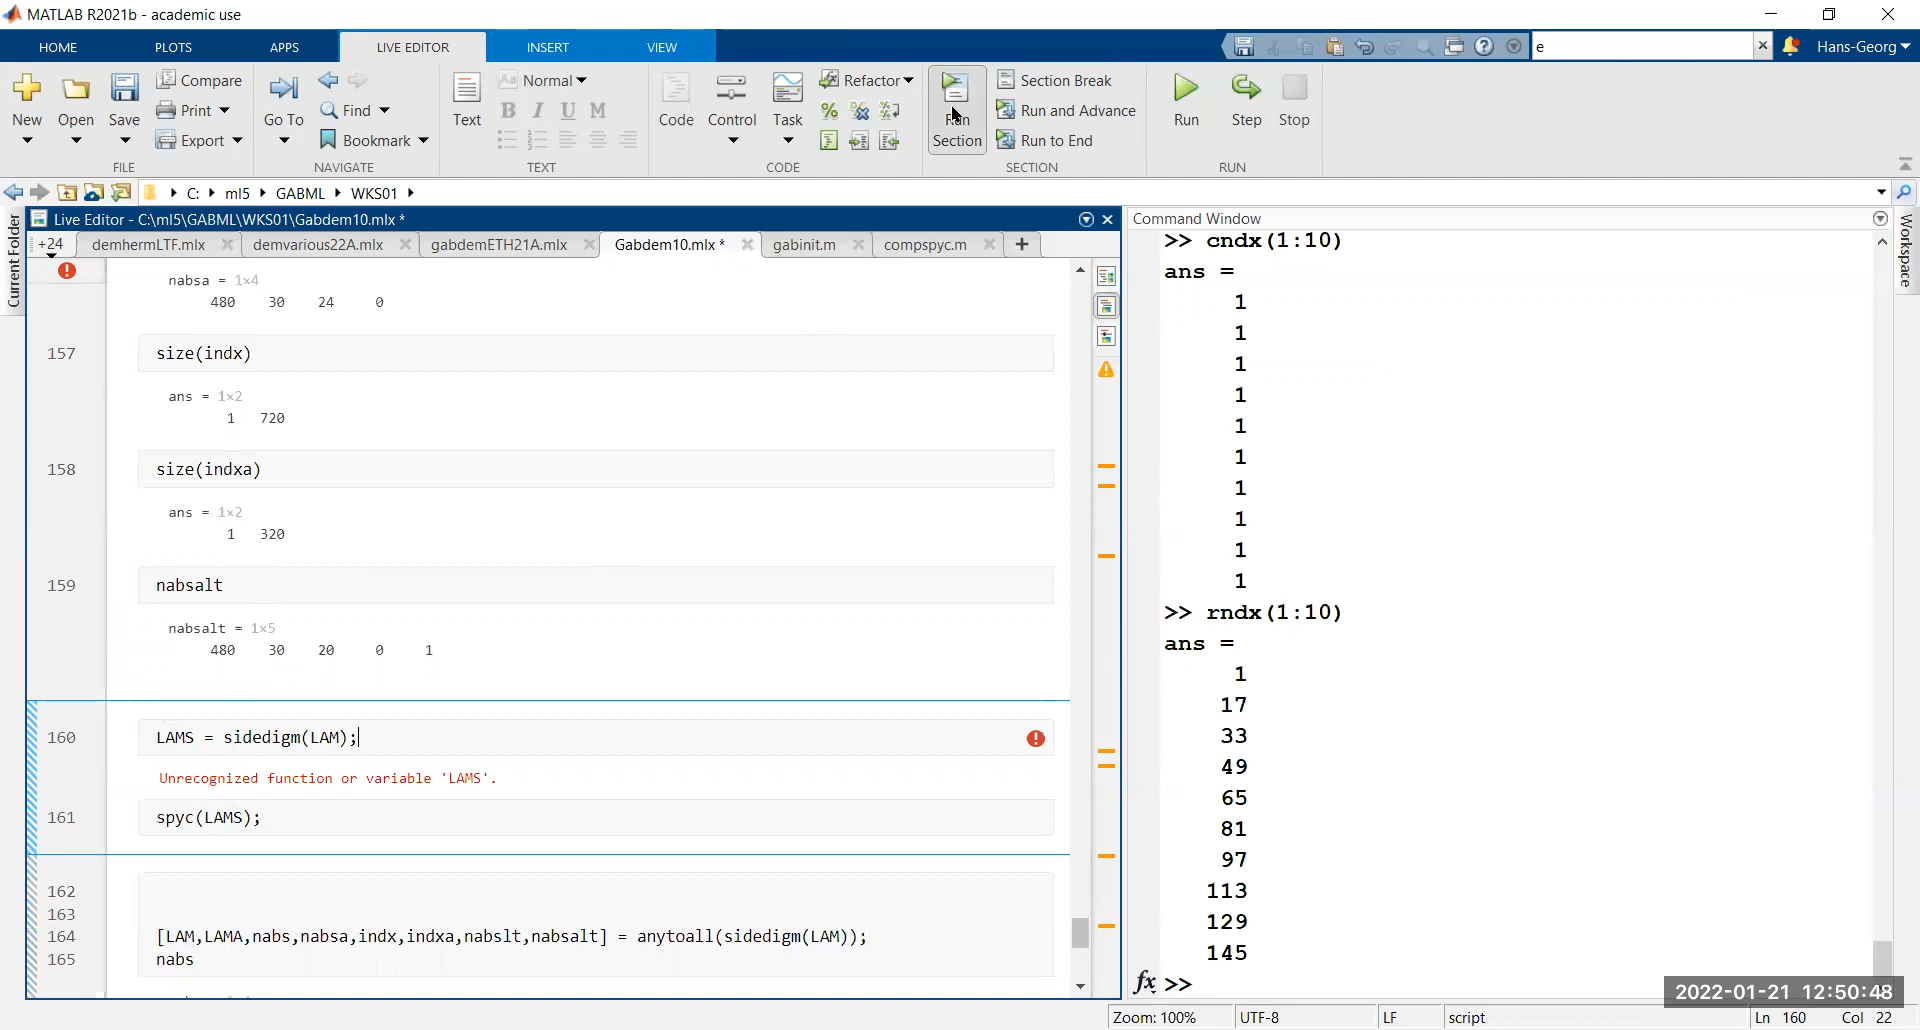 MATLAB R2021b - academic use
HOME PLOTS APPS LIVE EDITOR INSERT VIEW e Hans-Georg
New Open Save Compare Print Export FILE
Go To Find Bookmark NAVIGATE
Text Aa Normal B I U M TEXT
Code Control Task Refactor CODE
Run Section Section Break Run and Advance Run to End SECTION
Run Step Stop RUN
C: ml5 GABML WKS01
Current Folder
Live Editor - C:\ml5\GABML\WKS01\Gabdem10.mlx *
+24 demhermLTF.mlx demvarious22A.mlx gabdemETH21A.mlx Gabdem10.mlx * gabinit.m compspyc.m
nabsa = 1×4
480 30 24 0
157 size(indx)
ans = 1×2
1 720
158 size(indxa)
ans = 1×2
1 320
159 nabsalt
nabsalt = 1×5
480 30 20 0 1
160 LAMS = sidedigm(LAM);
Unrecognized function or variable 'LAMS'.
161 spyc(LAMS);
162
163
164 [LAM,LAMA,nabs,nabsa,indx,indxa,nabslt,nabsalt] = anytoall(sidedigm(LAM));
165 nabs
Command Window
>> cndx(1:10)
ans =
1
1
1
1
1
1
1
1
1
1
>> rndx(1:10)
ans =
1
17
33
49
65
81
97
113
129
145
fx >>
Workspace
2022-01-21 12:50:48
Zoom: 100% UTF-8 LF script Ln 160 Col 22